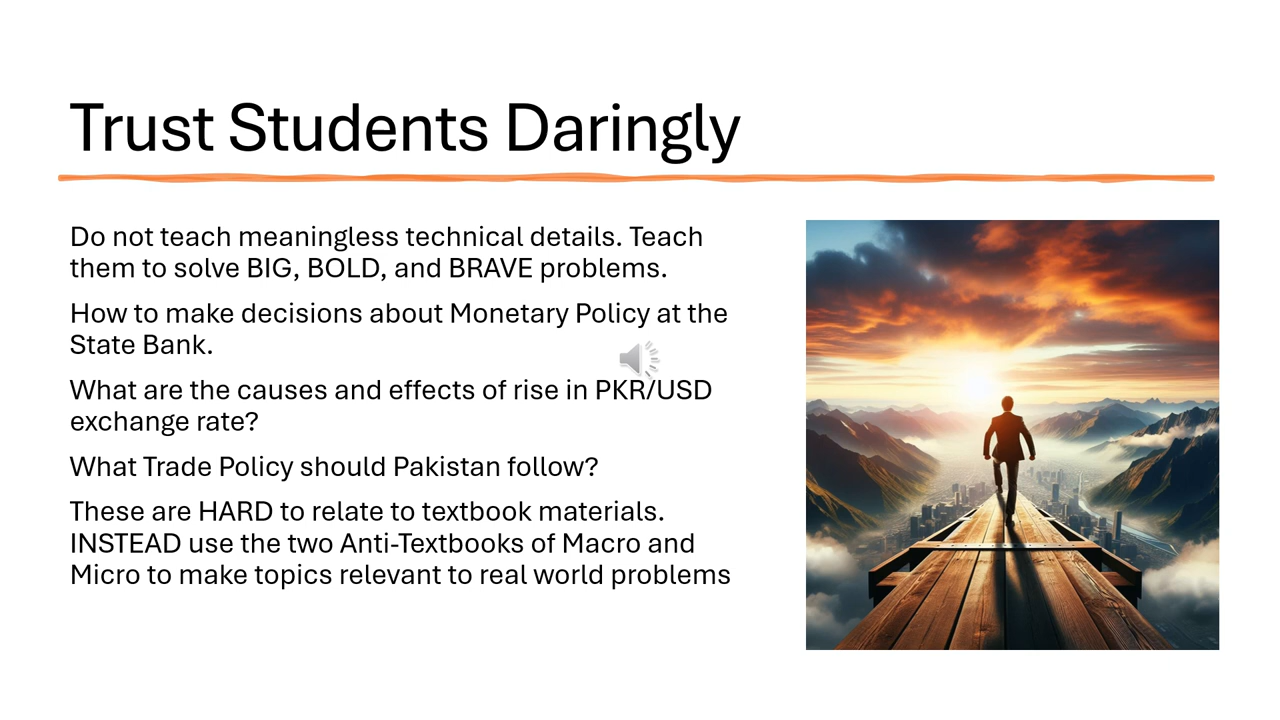 Trust Students Daringly
Do not teach meaningless technical details. Teach
them to solve BIG, BOLD, and BRAVE problems.
How to make decisions about Monetary Policy at the
State Bank.
What are the causes and effects of rise in PKR/USD
exchange rate?
What Trade Policy should Pakistan follow?
These are HARD to relate to textbook materials.
INSTEAD use the two Anti-Textbooks of Macro and
Micro to make topics relevant to real world problems